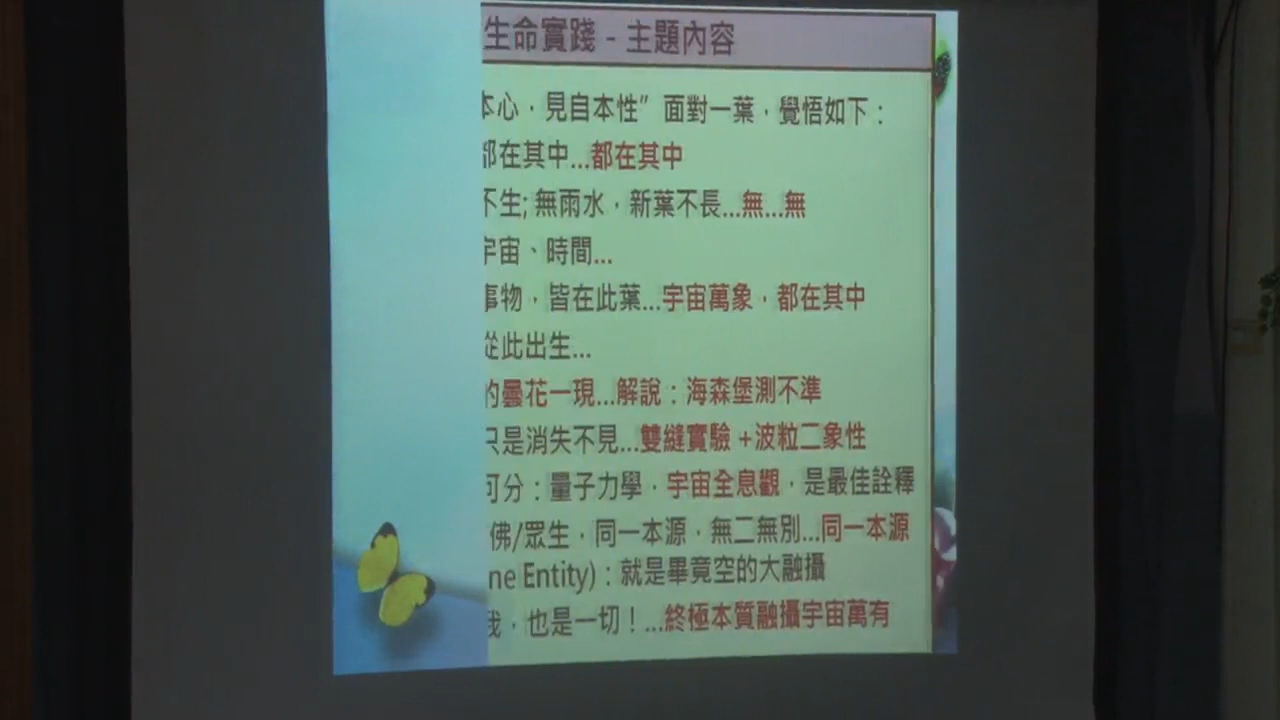 生命實踐 - 主題內容
本心，見自本性” 面對一葉，覺悟如下：
都在其中...都在其中
不生; 無雨水，新葉不長...無...無
宇宙、時間...
事物，皆在此葉...宇宙萬象，都在其中
從此出生...
的曇花一現...解說：海森堡測不準
只是消失不見...雙縫實驗 +波粒二象性
可分：量子力學，宇宙全息觀，是最佳詮釋
佛/眾生，同一本源，無二無別...同一本源
ne Entity)：就是畢竟空的大融攝
我，也是一切！...終極本質融攝宇宙萬有